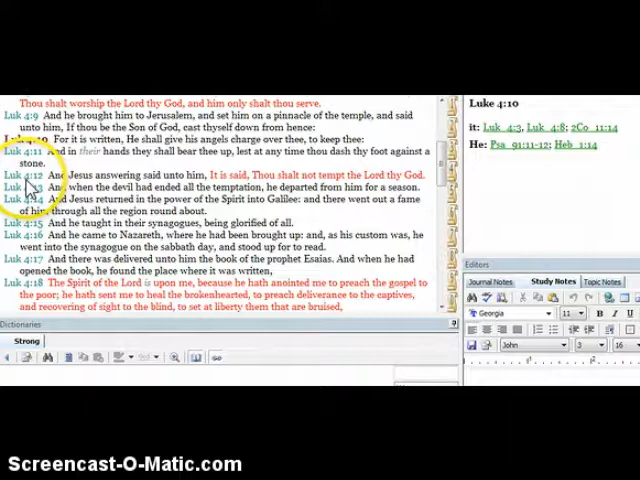 Thou shalt worship the Lord thy God, and him only shalt thou serve.
Luk 4:9 And he brought him to Jerusalem, and set him on a pinnacle of the temple, and said
unto him, If thou be the Son of God, cast thyself down from hence:
Luk 4:10 For it is written, He shall give his angels charge over thee, to keep thee:
Luk 4:11 And in their hands they shall bear thee up, lest at any time thou dash thy foot against a
stone.
Luk 4:12 And Jesus answering said unto him, It is said, Thou shalt not tempt the Lord thy God.
Luk 4:13 And when the devil had ended all the temptation, he departed from him for a season.
Luk 4:14 And Jesus returned in the power of the Spirit into Galilee: and there went out a fame
of him through all the region round about.
Luk 4:15 And he taught in their synagogues, being glorified of all.
Luk 4:16 And he came to Nazareth, where he had been brought up: and, as his custom was, he
went into the synagogue on the sabbath day, and stood up for to read.
Luk 4:17 And there was delivered unto him the book of the prophet Esaias. And when he had
opened the book, he found the place where it was written,
Luk 4:18 The Spirit of the Lord is upon me, because he hath anointed me to preach the gospel to
the poor; he hath sent me to heal the brokenhearted, to preach deliverance to the captives,
and recovering of sight to the blind, to set at liberty them that are bruised,
Dictionaries
Strong
Luke 4:10
it: Luk_4:3, Luk_4:8; 2Co_11:14
He: Psa_91:11-12; Heb_1:14
Editors
Journal Notes Study Notes Topic Notes
Georgia 11 B I U
John 3 4
1 2
Screencast-O-Matic.com